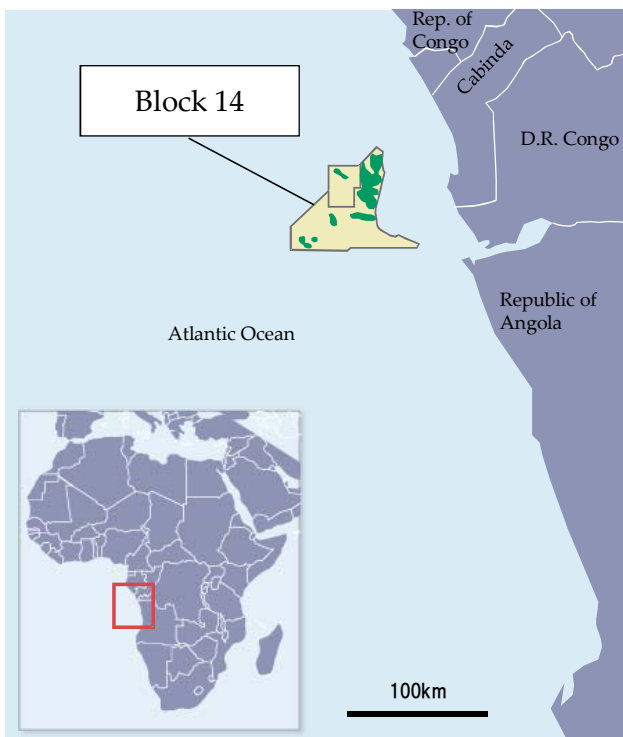 Rep. of
Congo
Cabinda
Block 14
D.R. Congo
Republic of
Angola
Atlantic Ocean
100km